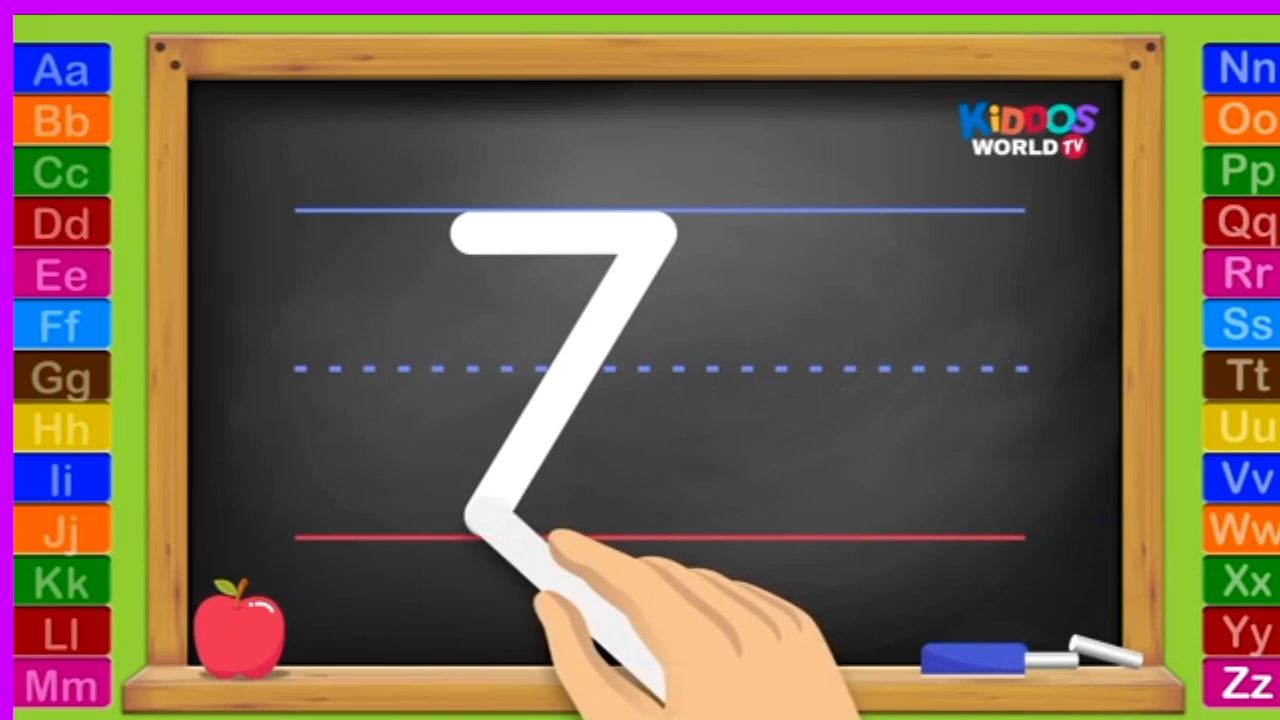 Aa
Bb
Cc
Dd
Ee
Ff
Gg
Hh
Ii
Jj
Kk
Ll
Mm
KiDDOS
WORLD TV
Nn
Oo
Pp
Qq
Rr
Ss
Tt
Uu
Vv
Ww
Xx
Yy
Zz